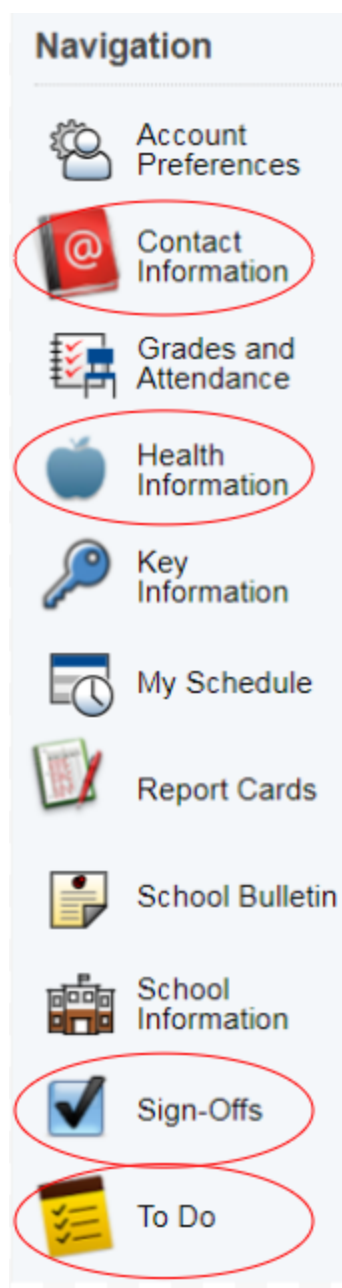 Navigation
Account
Preferences
@
Contact
Information
Grades and
Attendance
Health
Information
Key
Information
My Schedule
Report Cards
School Bulletin
School
Information
Sign-Offs
To Do